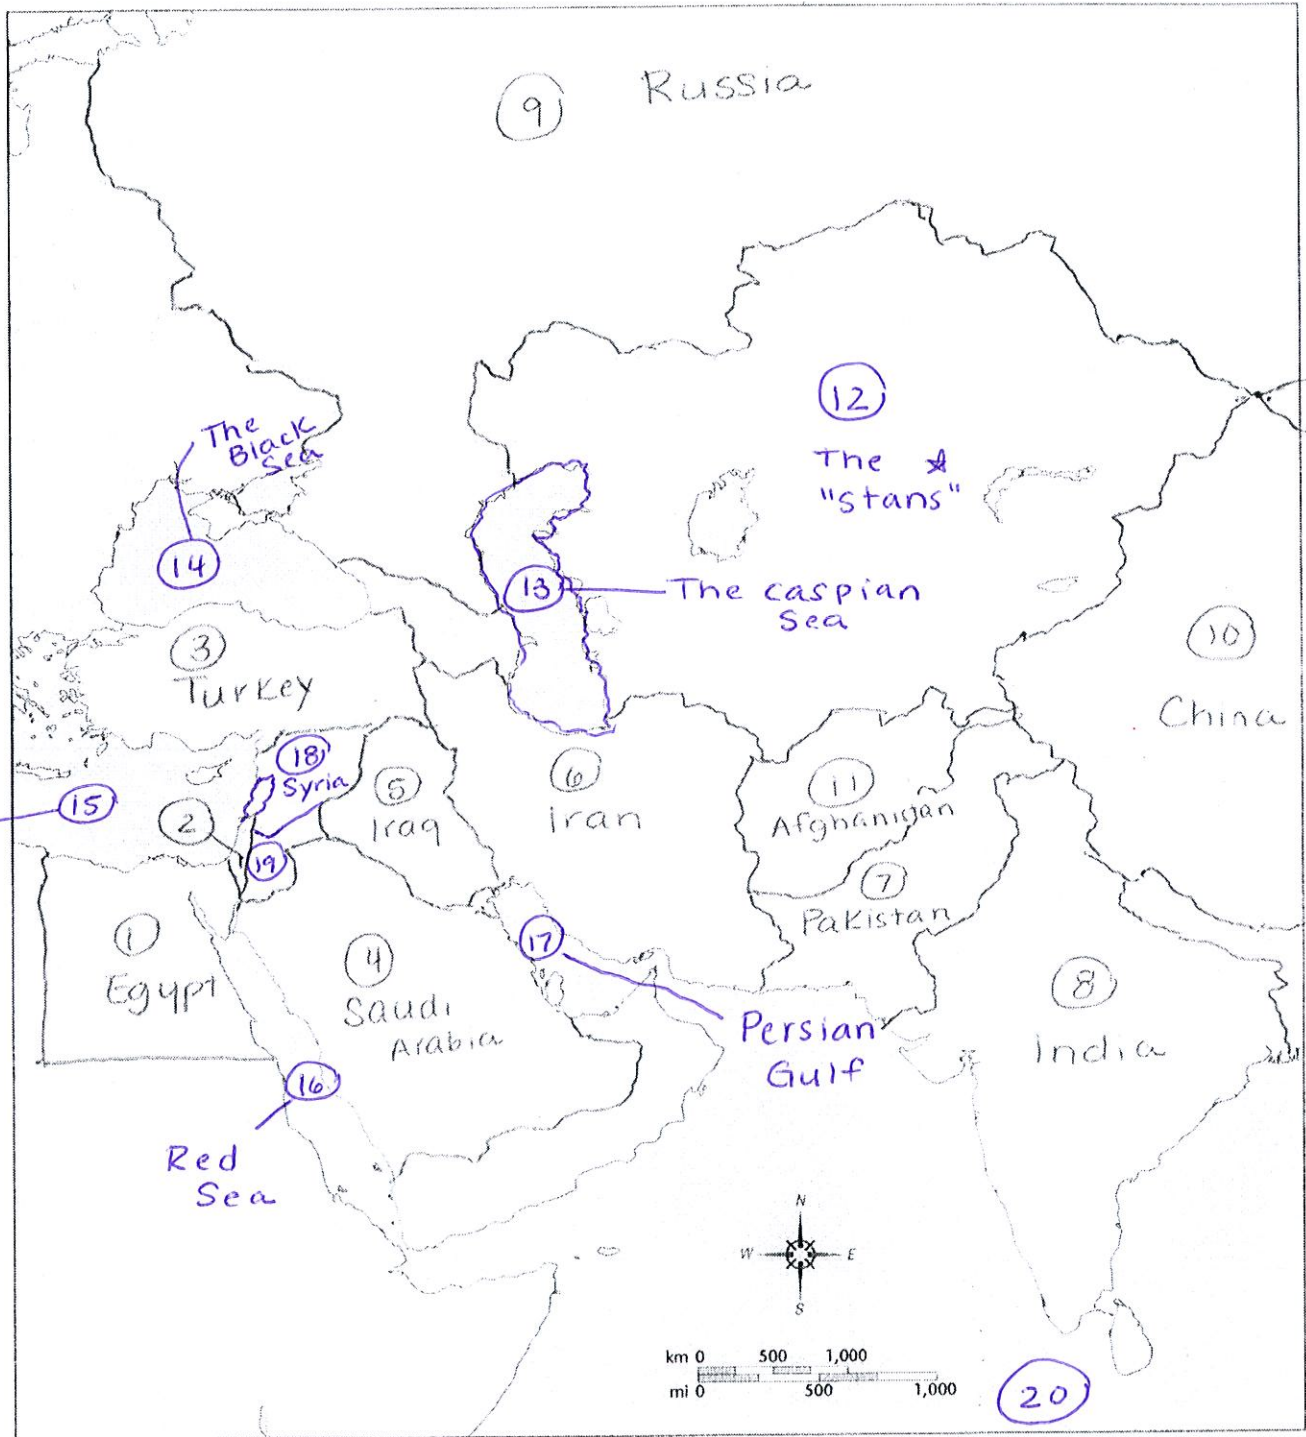 9
Russia
12
The
"stans"
The
Black
Sea
14
13
The caspian
Sea
3
Turkey
10
China
18
Syria
5
Iraq
6
Iran
11
Afghanigan
15
2
19
7
Pakistan
1
Egypt
4
Saudi
Arabia
17
Persian
Gulf
8
India
16
Red
Sea
N
W E
S
km 0 500 1,000
mi 0 500 1,000
20